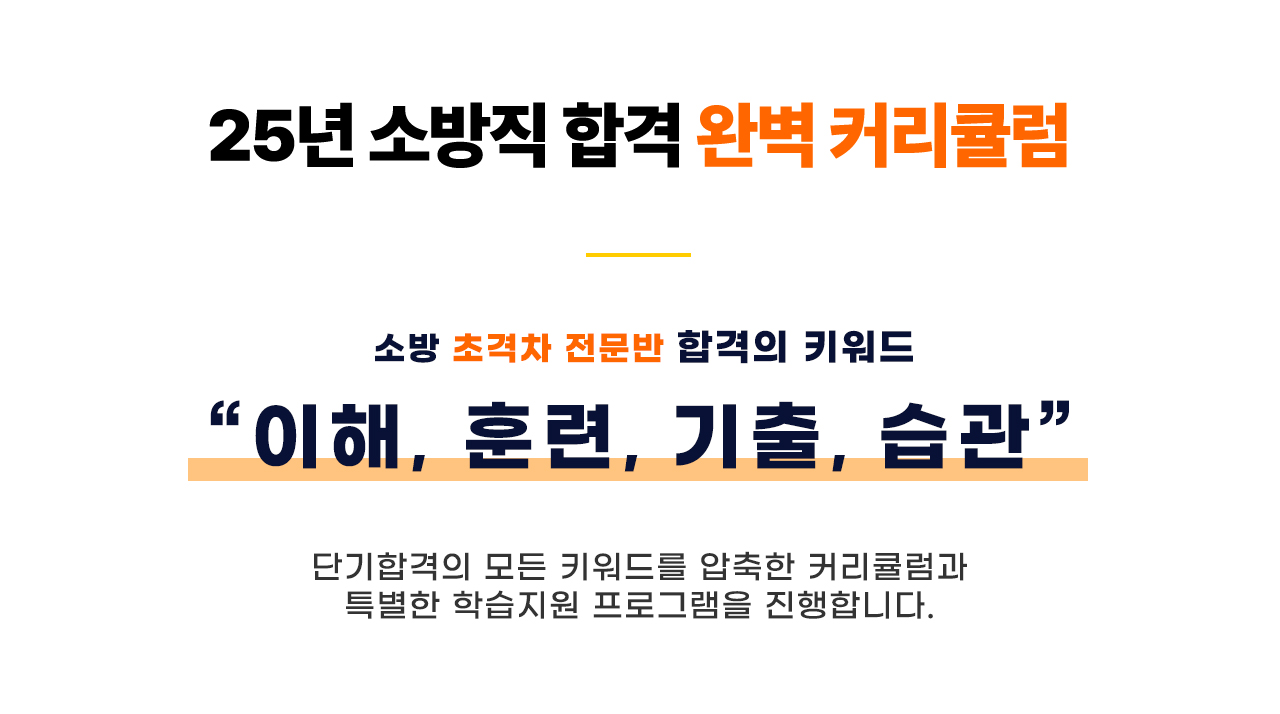 25년 소방직 합격 완벽 커리큘럼
소방 초격차 전문반 합격의 키워드
“이해, 훈련, 기출, 습관”
단기합격의 모든 키워드를 압축한 커리큘럼과
특별한 학습지원 프로그램을 진행합니다.